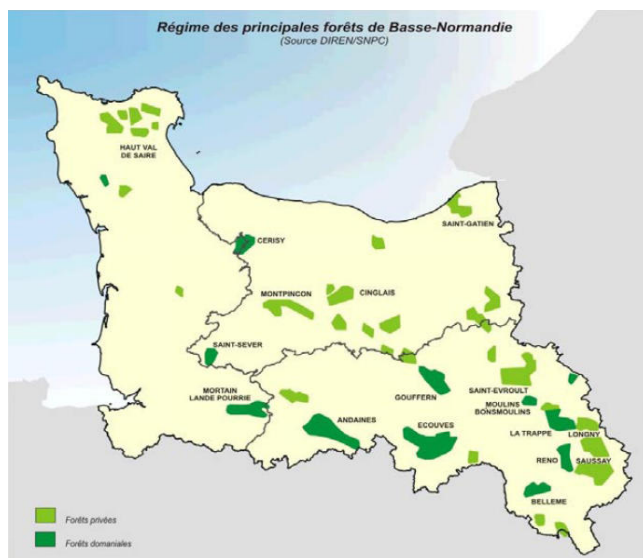 Régime des principales forêts de Basse-Normandie
(Source DIREN/SNPC)
HAUT VAL
DE SAIRE
SAINT-GATIEN
CERISY
MONTPINCON
CINGLAIS
SAINT-SEVER
MORTAIN
LANDE POURRIE
GOUFFERN
SAINT-EVROULT
MOULINS
BONSMOULINS
ANDAINES
ECOUVES
LA TRAPPE
LONGNY
RENO
SAUSSAY
BELLEME
Forêts privées
Forêts domaniales